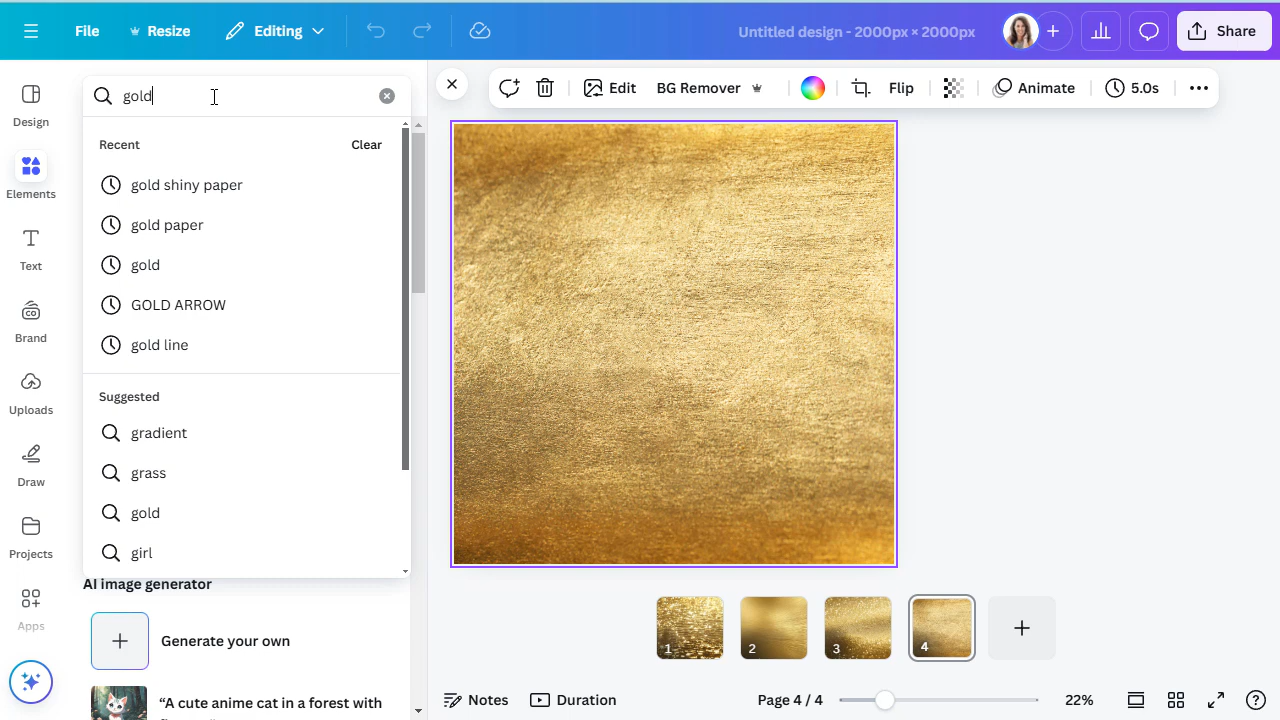 File
Resize
Editing
Untitled design - 2000px × 2000px
Share
Design
Elements
Text
Brand
Uploads
Draw
Projects
Apps
gold
Recent
Clear
gold shiny paper
gold paper
gold
GOLD ARROW
gold line
Suggested
gradient
grass
gold
girl
AI image generator
Generate your own
“A cute anime cat in a forest with
Edit
BG Remover
Flip
Animate
5.0s
1
2
3
4
Notes
Duration
Page 4 / 4
22%